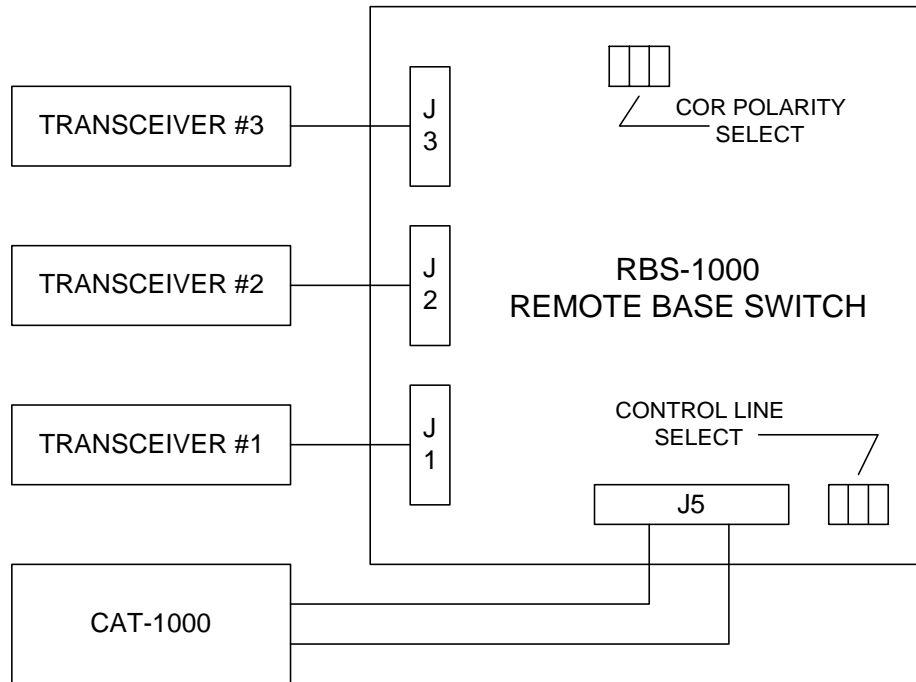 COR POLARITY
SELECT
TRANSCEIVER #3
J
3
TRANSCEIVER #2
J
2
RBS-1000
REMOTE BASE SWITCH
TRANSCEIVER #1
J
1
CONTROL LINE
SELECT
J5
CAT-1000